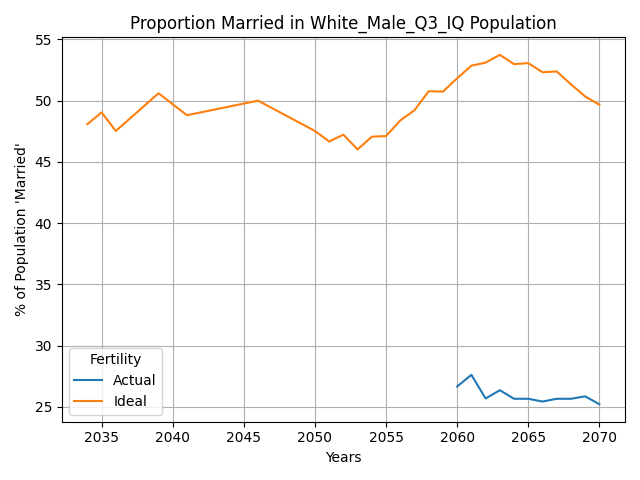 Proportion Married in White_Male_Q3_IQ Population
55
50
45
40
35
30
25
% of Population 'Married'
Fertility
Actual
Ideal
2035 2040 2045 2050 2055 2060 2065 2070
Years